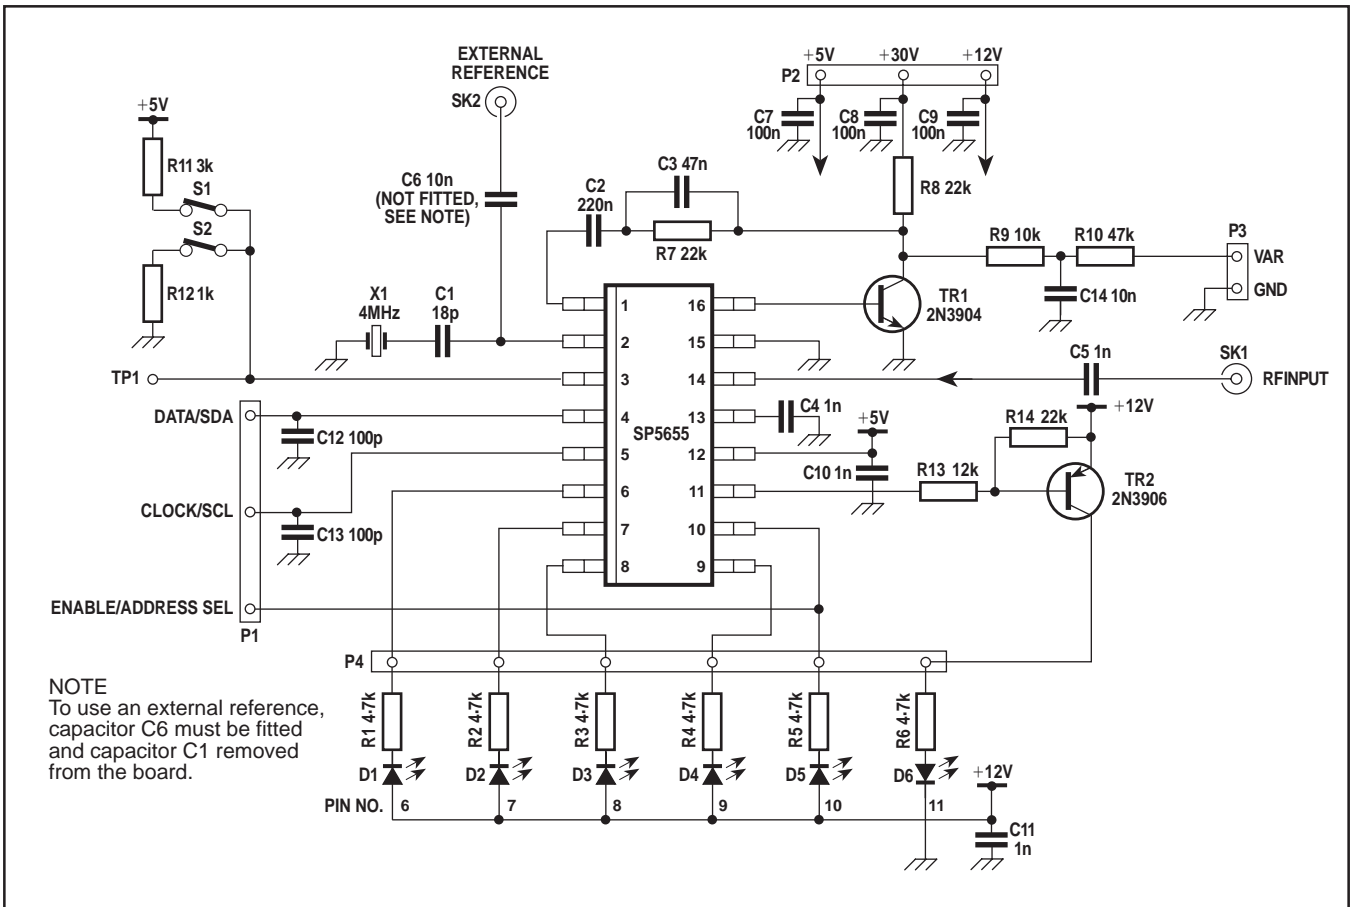 EXTERNAL
REFERENCE
SK2
+5V
+30V
+12V
P2
C7
100n
C8
100n
C9
100n
+5V
R11 3k
S1
S2
R12 1k
C6 10n
(NOT FITTED,
SEE NOTE)
C2
220n
C3 47n
R7 22k
R8 22k
R9 10k
R10 47k
P3
VAR
GND
C14 10n
TR1
2N3904
X1
4MHz
C1
18p
1
2
3
4
5
6
7
8
16
15
14
13
12
11
10
9
SP5655
TP1
C5 1n
SK1
RF INPUT
DATA/SDA
C12 100p
CLOCK/SCL
C13 100p
ENABLE/ADDRESS SEL
P1
C4 1n
+5V
C10 1n
+12V
R14 22k
R13 12k
TR2
2N3906
P4
R1 4·7k
R2 4·7k
R3 4·7k
R4 4·7k
R5 4·7k
R6 4·7k
D1
D2
D3
D4
D5
D6
PIN NO.
6
7
8
9
10
11
+12V
C11
1n
NOTE
To use an external reference,
capacitor C6 must be fitted
and capacitor C1 removed
from the board.